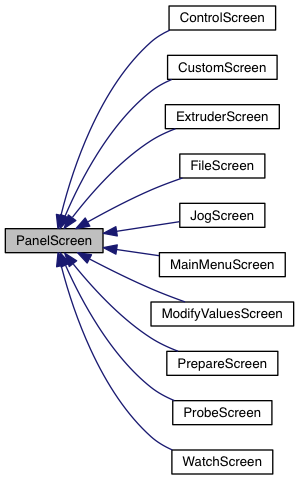 ControlScreen
CustomScreen
ExtruderScreen
FileScreen
JogScreen
PanelScreen
MainMenuScreen
ModifyValuesScreen
PrepareScreen
ProbeScreen
WatchScreen